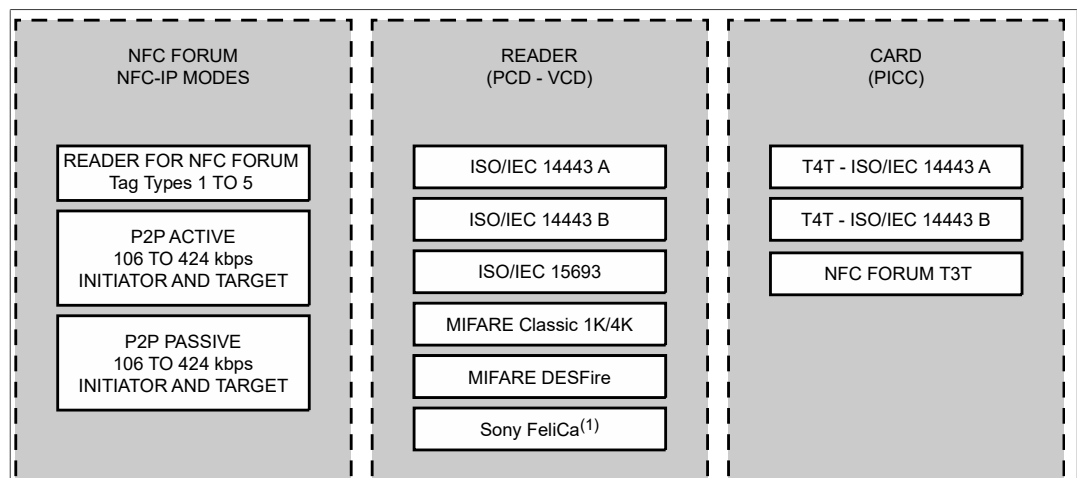 NFC FORUM
NFC-IP MODES
READER FOR NFC FORUM
Tag Types 1 TO 5
P2P ACTIVE
106 TO 424 kbps
INITIATOR AND TARGET
P2P PASSIVE
106 TO 424 kbps
INITIATOR AND TARGET
READER
(PCD - VCD)
ISO/IEC 14443 A
ISO/IEC 14443 B
ISO/IEC 15693
MIFARE Classic 1K/4K
MIFARE DESFire
Sony FeliCa(1)
CARD
(PICC)
T4T - ISO/IEC 14443 A
T4T - ISO/IEC 14443 B
NFC FORUM T3T